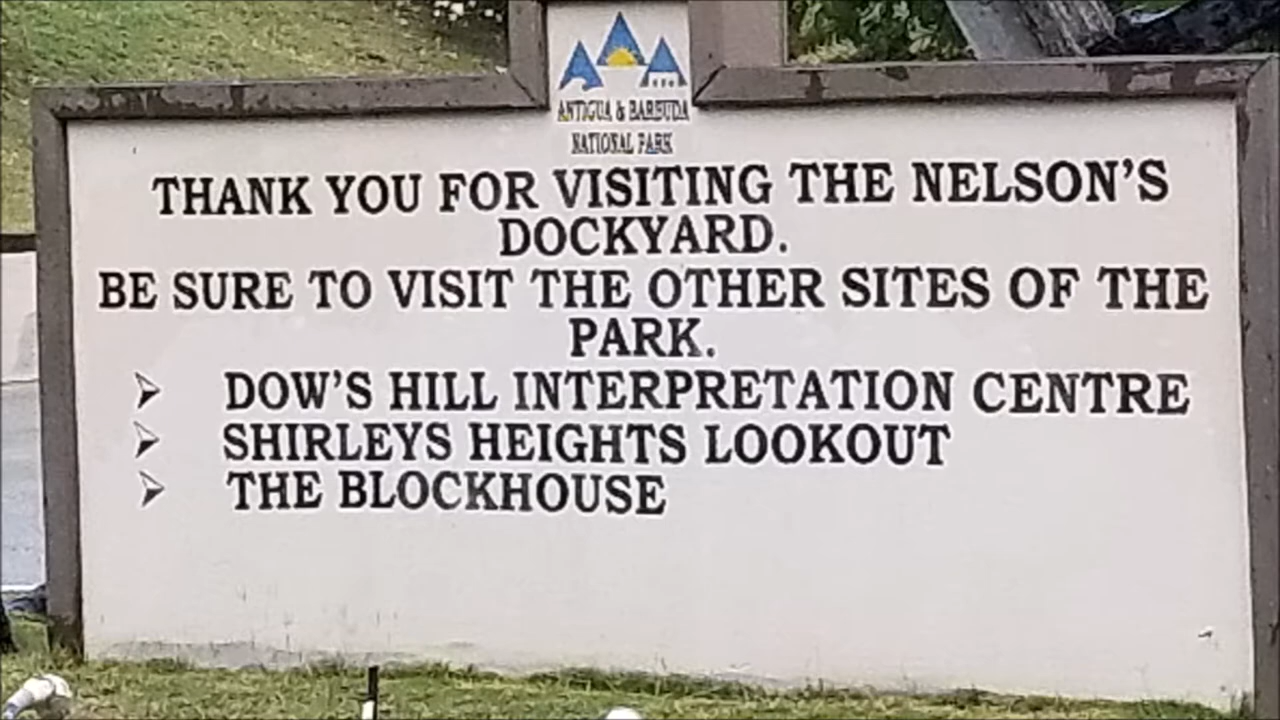 ANTIGUA & BARBUDA
NATIONAL PARK
THANK YOU FOR VISITING THE NELSON'S
DOCKYARD.
BE SURE TO VISIT THE OTHER SITES OF THE
PARK.
➢ DOW'S HILL INTERPRETATION CENTRE
➢ SHIRLEYS HEIGHTS LOOKOUT
➢ THE BLOCKHOUSE